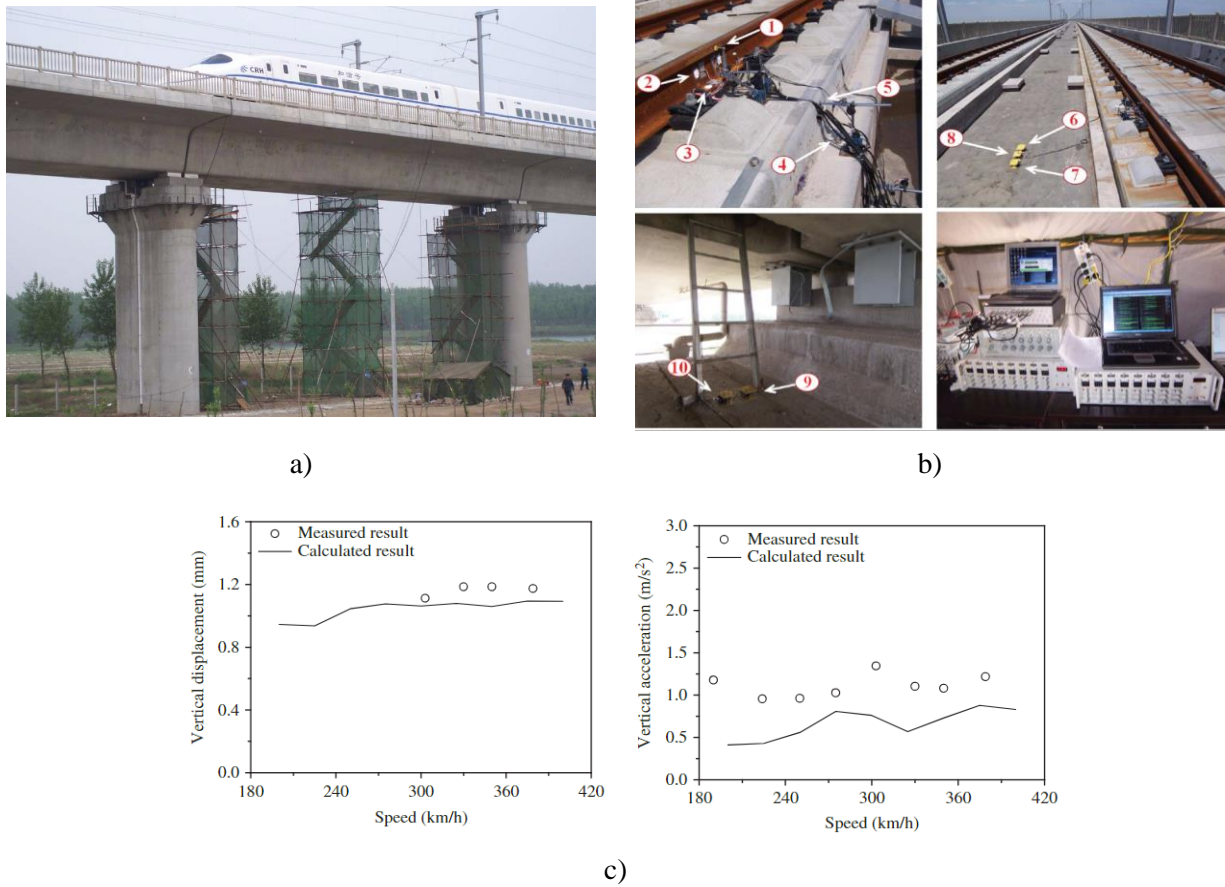 CRH
和谐号
1
2
3
4
5
6
8
7
10
9
a)
b)
1.6
1.2
0.8
0.4
0.0
Vertical displacement (mm)
Measured result
Calculated result
180
240
300
360
420
Speed (km/h)
3.0
2.5
2.0
1.5
1.0
0.5
0.0
Vertical acceleration (m/s²)
Measured result
Calculated result
180
240
300
360
420
Speed (km/h)
c)